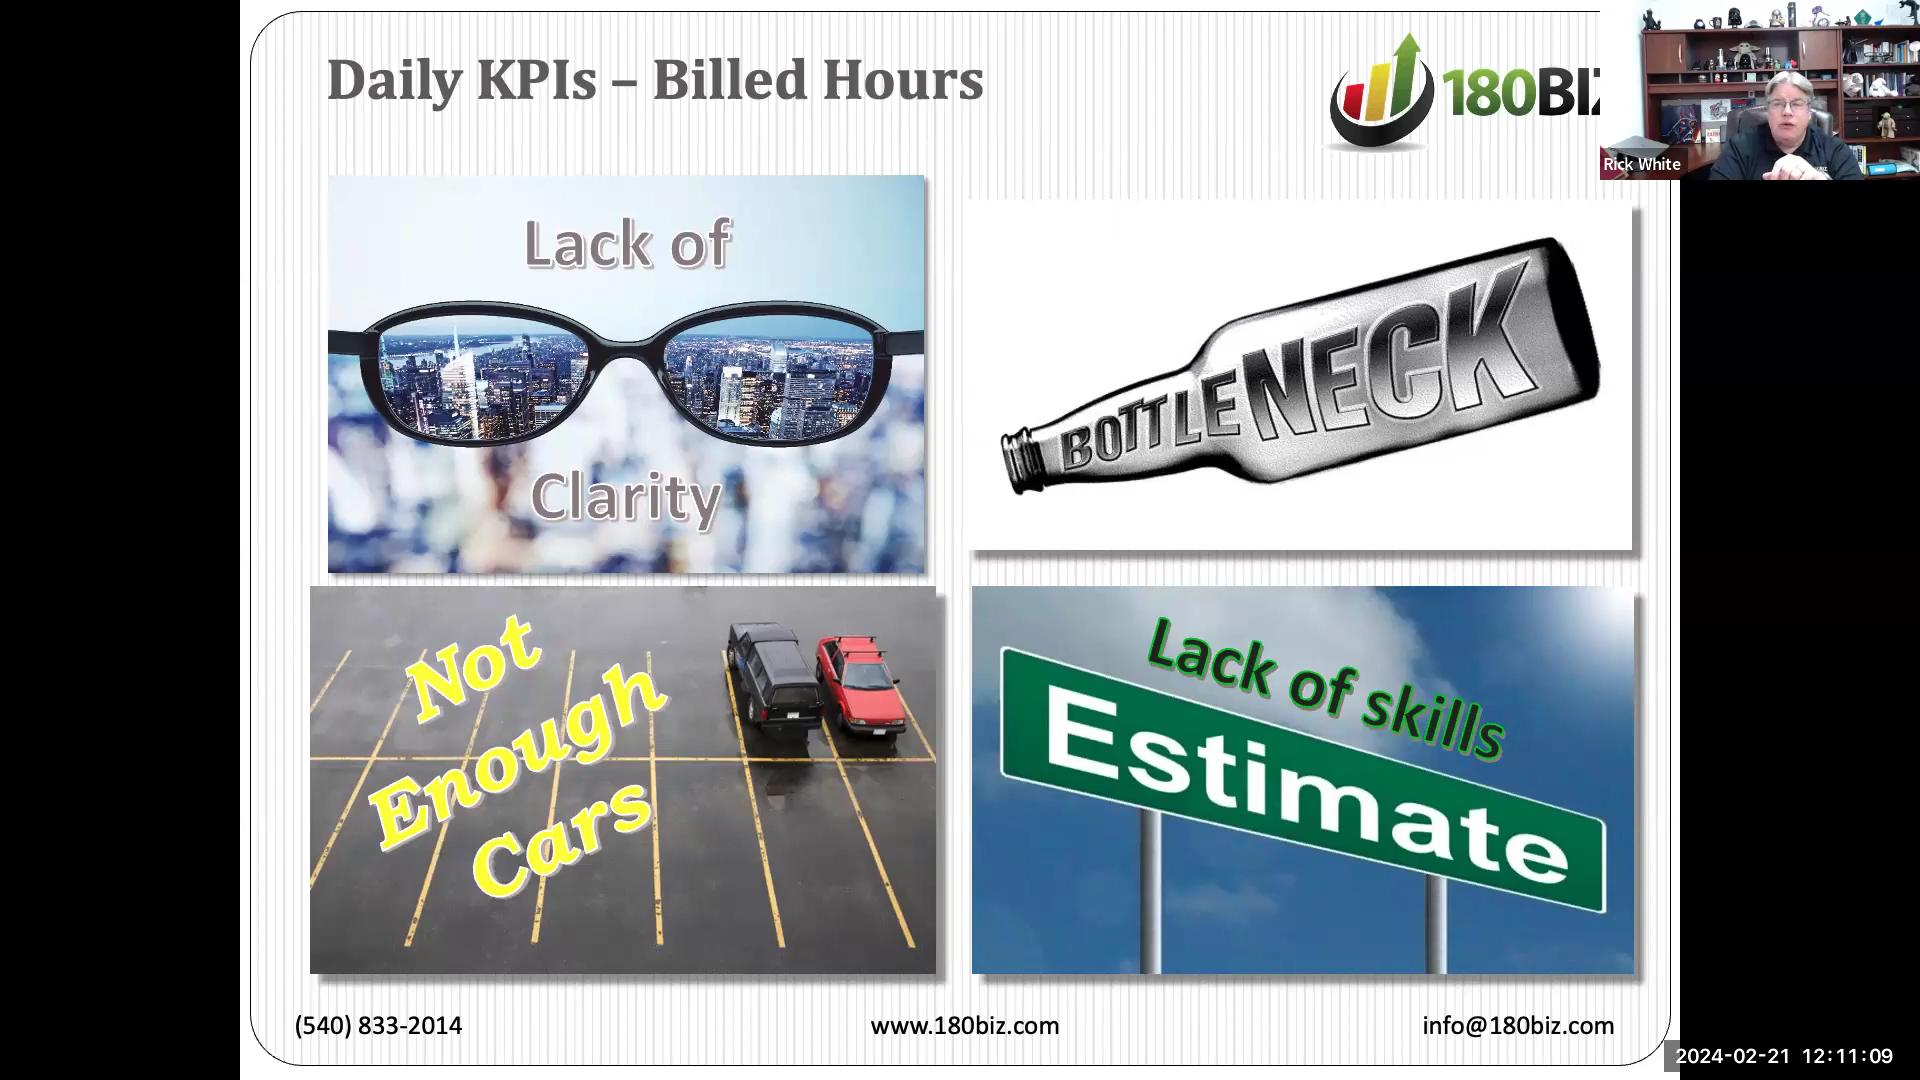 Daily KPIs – Billed Hours
180BIZ
Rick White
Lack of
Clarity
BOTTLENECK
Not
Enough
Cars
Lack of skills
Estimate
(540) 833-2014
www.180biz.com
info@180biz.com
2024-02-21 12:11:09